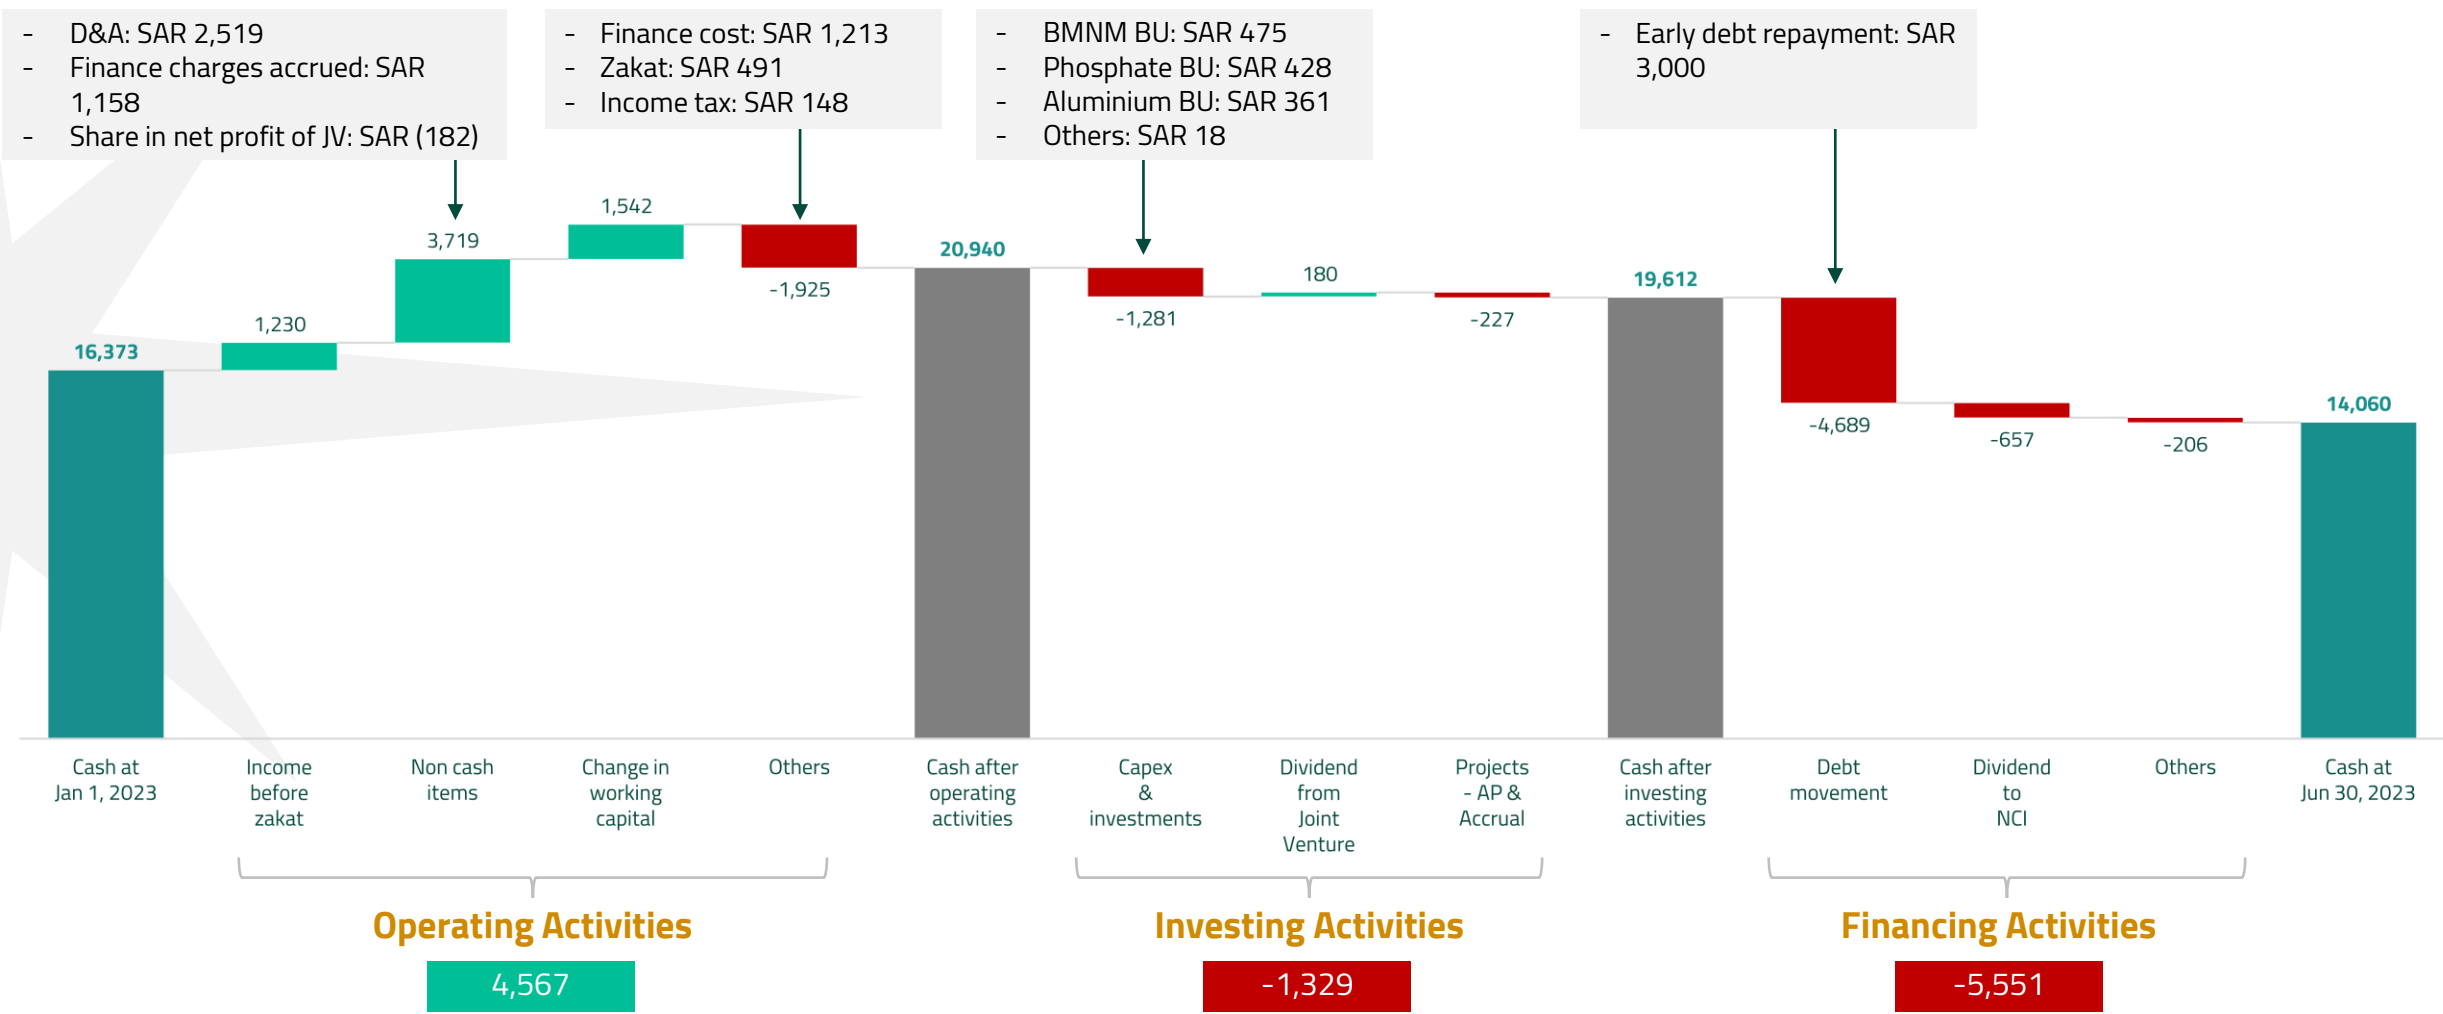 - D&A: SAR 2,519
- Finance charges accrued: SAR
1,158
- Share in net profit of JV: SAR (182)
- Finance cost: SAR 1,213
- Zakat: SAR 491
- Income tax: SAR 148
- BMNM BU: SAR 475
- Phosphate BU: SAR 428
- Aluminium BU: SAR 361
- Others: SAR 18
- Early debt repayment: SAR
3,000
16,373
1,230
3,719
1,542
-1,925
20,940
-1,281
180
-227
19,612
-4,689
-657
-206
14,060
Cash at
Jan 1, 2023
Income
before
zakat
Non cash
items
Change in
working
capital
Others
Cash after
operating
activities
Capex
&
investments
Dividend
from
Joint
Venture
Projects
- AP &
Accrual
Cash after
investing
activities
Debt
movement
Dividend
to
NCI
Others
Cash at
Jun 30, 2023
Operating Activities
4,567
Investing Activities
-1,329
Financing Activities
-5,551